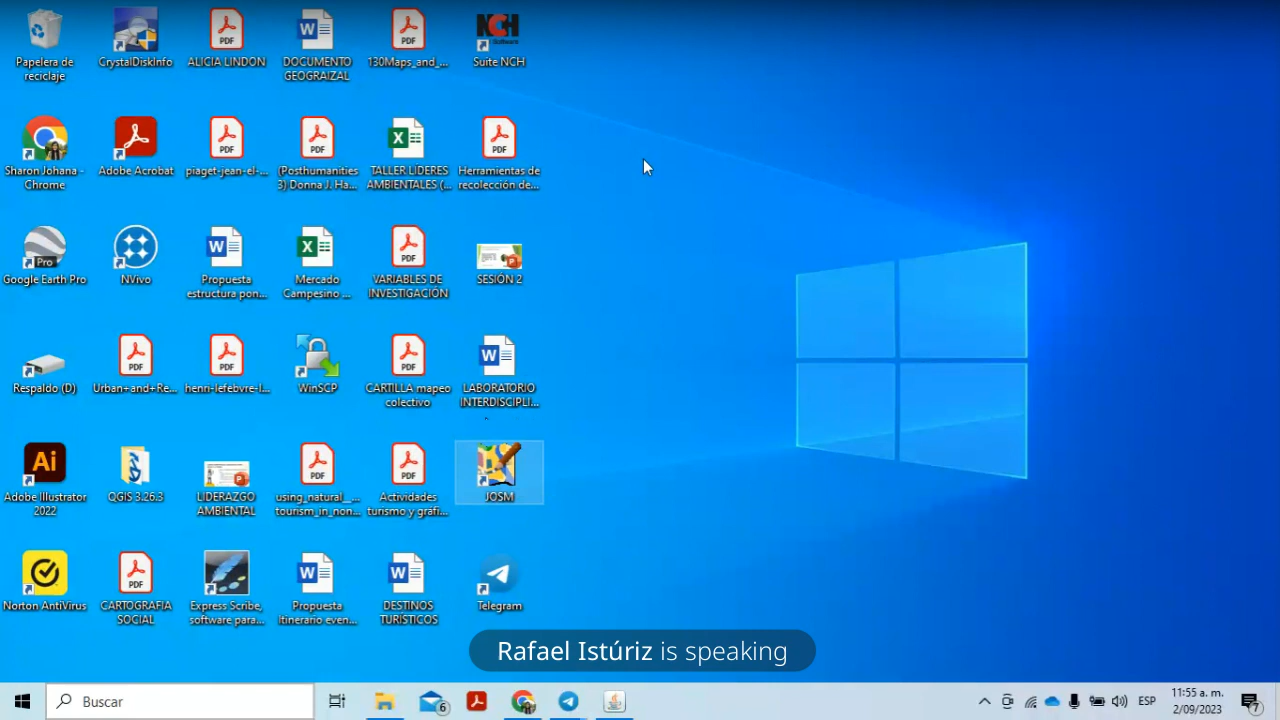 Papelera de
reciclaje
CrystalDiskInfo
ALICIA LINDON
DOCUMENTO
GEOGRAIZAL
130Maps_and_...
Suite NCH
Sharon Johana -
Chrome
Adobe Acrobat
piaget-jean-el-...
(Posthumanities
3) Donna J. Ha...
TALLER LIDERES
AMBIENTALES (...
Herramientas de
recolección de...
Google Earth Pro
NVivo
Propuesta
estructura pon...
Mercado
Campesino ...
VARIABLES DE
INVESTIGACIÓN
SESIÓN 2
Respaldo (D)
Urban+and+Re...
henri-lefebvre-l...
WinSCP
CARTILLA mapeo
colectivo
LABORATORIO
INTERDISCIPLI...
Adobe Illustrator
2022
QGIS 3.26.3
LIDERAZGO
AMBIENTAL
using_natural__...
tourism_in_non...
Actividades
turismo y gráfi...
JOSM
Norton AntiVirus
CARTOGRAFIA
SOCIAL
Express Scribe,
software para...
Propuesta
Itinerario even...
DESTINOS
TURÍSTICOS
Telegram
Rafael Istúriz is speaking
Buscar
6
ESP
11:55 a. m.
2/09/2023
7